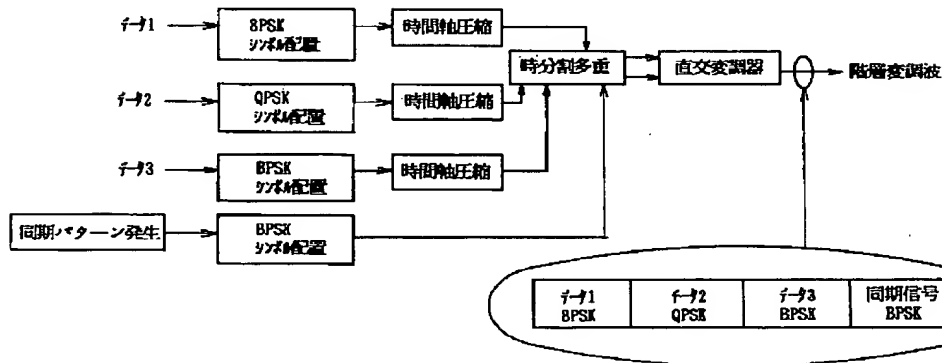 データ1
8PSK
シンボル配置
時間軸圧縮
時分割多重
直交変調器
階層変調波
データ2
QPSK
シンボル配置
時間軸圧縮
データ3
BPSK
シンボル配置
時間軸圧縮
同期パターン発生
BPSK
シンボル配置
データ1
8PSK
データ2
QPSK
データ3
BPSK
同期信号
BPSK